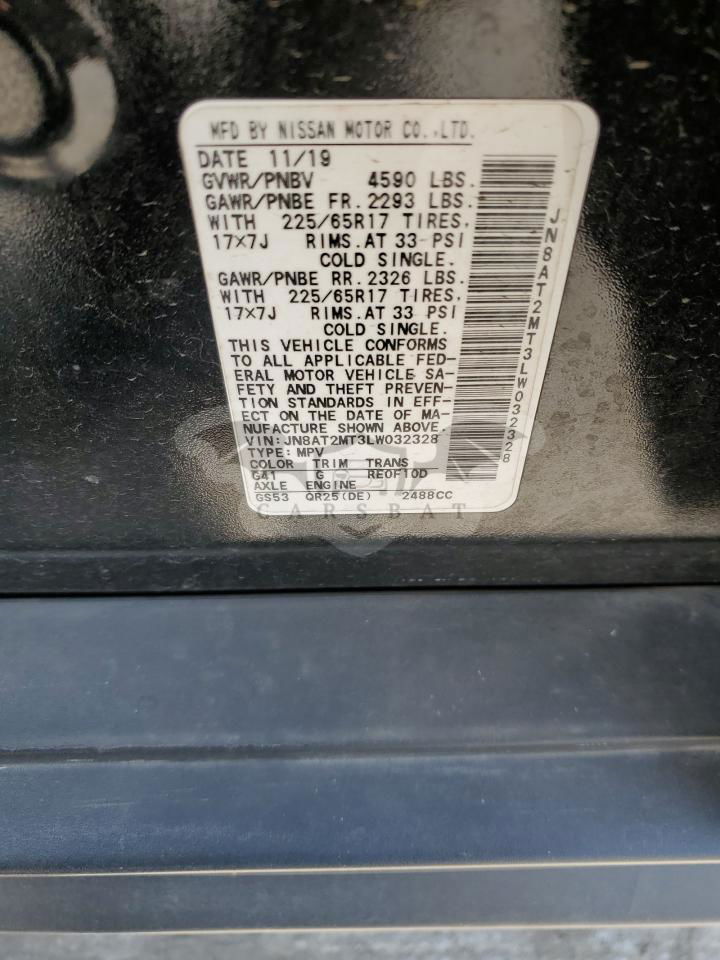 MFD BY NISSAN MOTOR CO.,LTD.
DATE 11/19
GVWR/PNBV 4590 LBS.
GAWR/PNBE FR. 2293 LBS.
WITH 225/65R17 TIRES.
17×7J RIMS.AT 33 PSI
COLD SINGLE.
GAWR/PNBE RR. 2326 LBS.
WITH 225/65R17 TIRES.
17×7J RIMS.AT 33 PSI
COLD SINGLE.
THIS VEHICLE CONFORMS
TO ALL APPLICABLE FED-
ERAL MOTOR VEHICLE SA-
FETY AND THEFT PREVEN-
TION STANDARDS IN EFF-
ECT ON THE DATE OF MA-
NUFACTURE SHOWN ABOVE.
VIN:JN8AT2MT3LW032328
TYPE:MPV
COLOR TRIM TRANS
G41 G RE0F10D
AXLE ENGINE
GS53 QR25(DE) 2488CC
JN8AT2MT3LW032328
CARSBAT